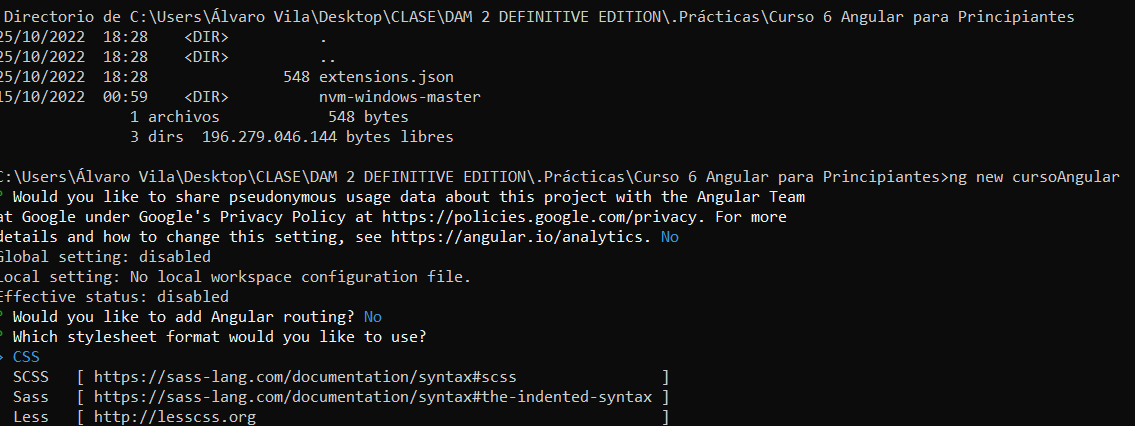 Directorio de C:\Users\Álvaro Vila\Desktop\CLASE\DAM 2 DEFINITIVE EDITION\.Prácticas\Curso 6 Angular para Principiantes
25/10/2022  18:28    <DIR>          .
25/10/2022  18:28    <DIR>          ..
25/10/2022  18:28               548 extensions.json
15/10/2022  00:59    <DIR>          nvm-windows-master
1 archivos            548 bytes
3 dirs  196.279.046.144 bytes libres
C:\Users\Álvaro Vila\Desktop\CLASE\DAM 2 DEFINITIVE EDITION\.Prácticas\Curso 6 Angular para Principiantes>ng new cursoAngular
? Would you like to share pseudonymous usage data about this project with the Angular Team
at Google under Google's Privacy Policy at https://policies.google.com/privacy. For more
details and how to change this setting, see https://angular.io/analytics. No
Global setting: disabled
Local setting: No local workspace configuration file.
Effective status: disabled
? Would you like to add Angular routing? No
? Which stylesheet format would you like to use?
> CSS
SCSS   [ https://sass-lang.com/documentation/syntax#scss                ]
Sass   [ https://sass-lang.com/documentation/syntax#the-indented-syntax ]
Less   [ http://lesscss.org                                             ]